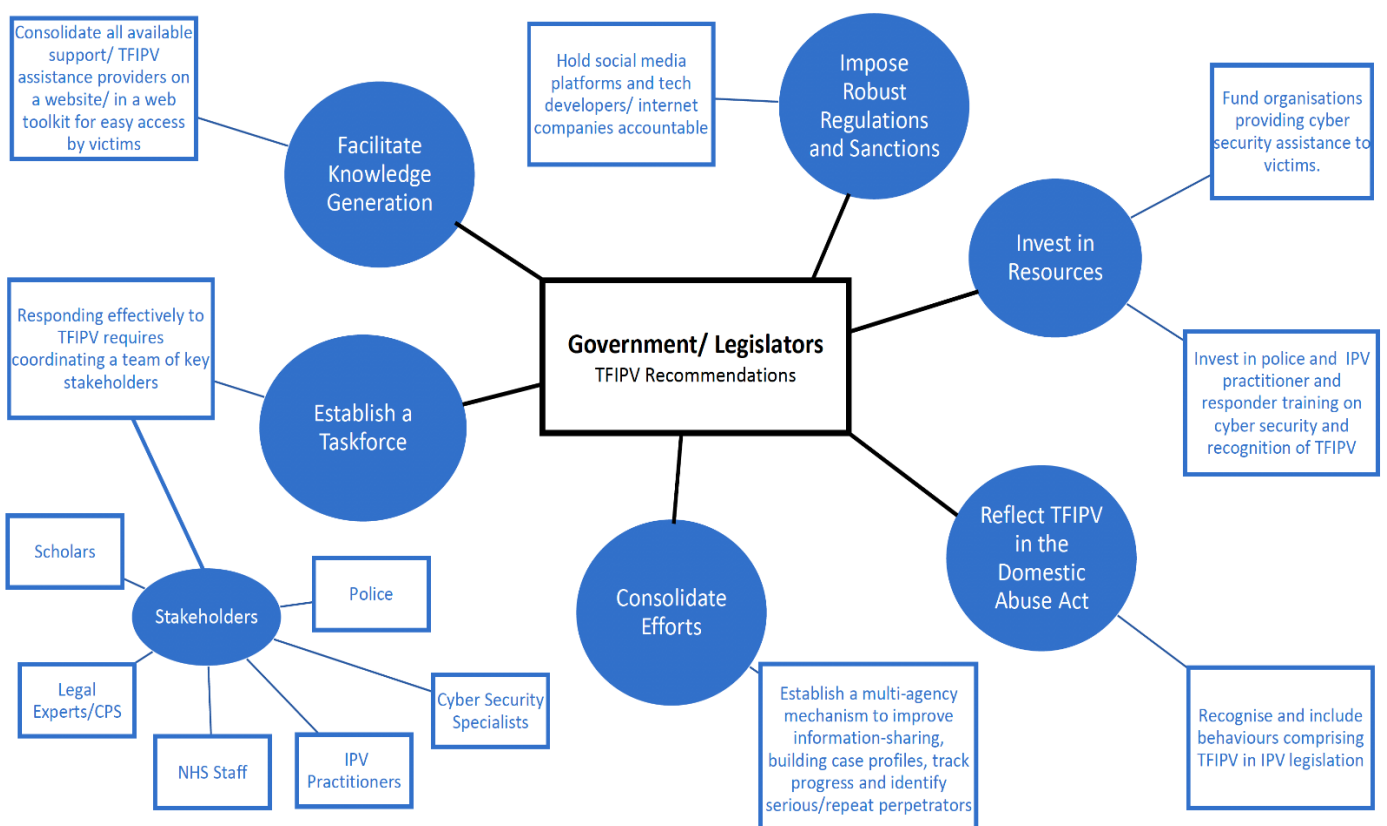 Consolidate all available
support/ TFIPV
assistance providers on
a website/ in a web
toolkit for easy access
by victims
Facilitate
Knowledge
Generation
Hold social media
platforms and tech
developers/ internet
companies accountable
Impose
Robust
Regulations
and Sanctions
Fund organisations
providing cyber
security assistance to
victims.
Invest in
Resources
Invest in police and IPV
practitioner and
responder training on
cyber security and
recognition of TFIPV
Government/ Legislators
TFIPV Recommendations
Responding effectively to
TFIPV requires
coordinating a team of key
stakeholders
Establish a
Taskforce
Scholars
Police
Stakeholders
Legal
Experts/CPS
NHS Staff
IPV
Practitioners
Cyber Security
Specialists
Consolidate
Efforts
Establish a multi-agency
mechanism to improve
information-sharing,
building case profiles, track
progress and identify
serious/repeat perpetrators
Reflect TFIPV
in the
Domestic
Abuse Act
Recognise and include
behaviours comprising
TFIPV in IPV legislation